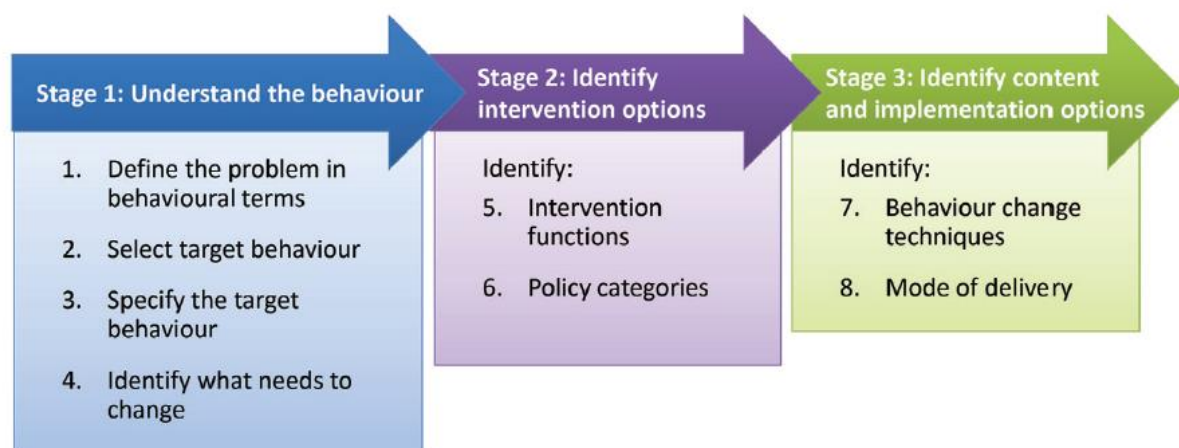 Stage 1: Understand the behaviour
1. Define the problem in
behavioural terms
2. Select target behaviour
3. Specify the target
behaviour
4. Identify what needs to
change
Stage 2: Identify
intervention options
Identify:
5. Intervention
functions
6. Policy categories
Stage 3: Identify content
and implementation options
Identify:
7. Behaviour change
techniques
8. Mode of delivery